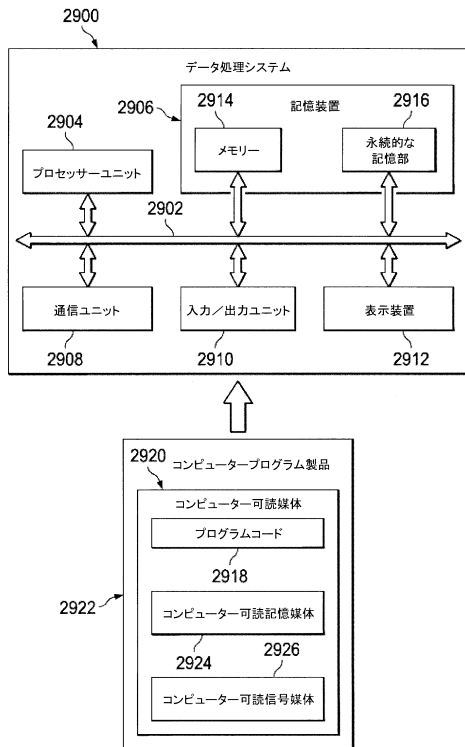 2900
データ処理システム
2906
2914
記憶装置
2916
2904
メモリー
永続的な
記憶部
プロセッサーユニット
2902
通信ユニット
入力／出力ユニット
表示装置
2908
2910
2912
2920
コンピュータープログラム製品
コンピューター可読媒体
プログラムコード
2918
2922
コンピューター可読記憶媒体
2924
2926
コンピューター可読信号媒体